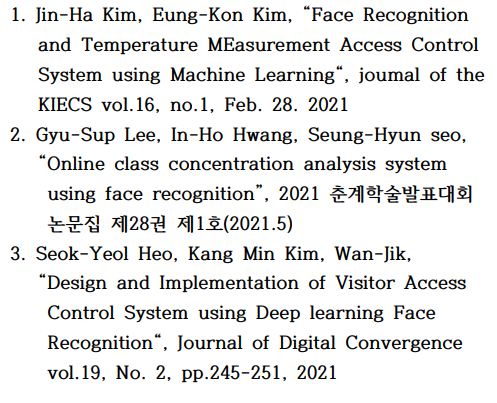 1. Jin-Ha Kim, Eung-Kon Kim, “Face Recognition
and Temperature MEasurement Access Control
System using Machine Learning“, joumal of the
KIECS vol.16, no.1, Feb. 28. 2021
2. Gyu-Sup Lee, In-Ho Hwang, Seung-Hyun seo,
“Online class concentration analysis system
using face recognition”, 2021 춘계학술발표대회
논문집 제28권 제1호(2021.5)
3. Seok-Yeol Heo, Kang Min Kim, Wan-Jik,
“Design and Implementation of Visitor Access
Control System using Deep learning Face
Recognition“, Journal of Digital Convergence
vol.19, No. 2, pp.245-251, 2021